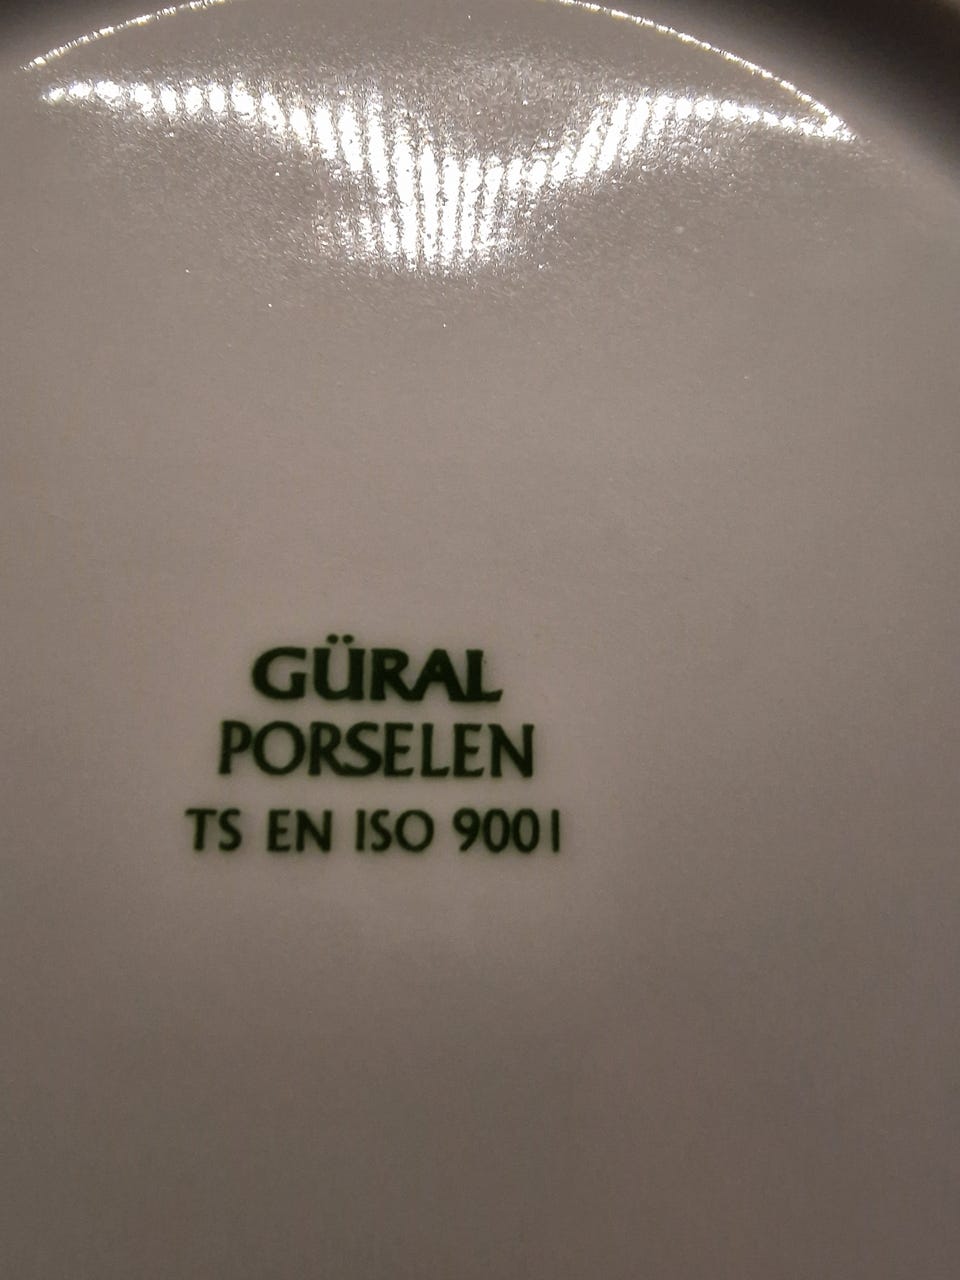 GÜRAL
PORSELEN
TS EN ISO 9001